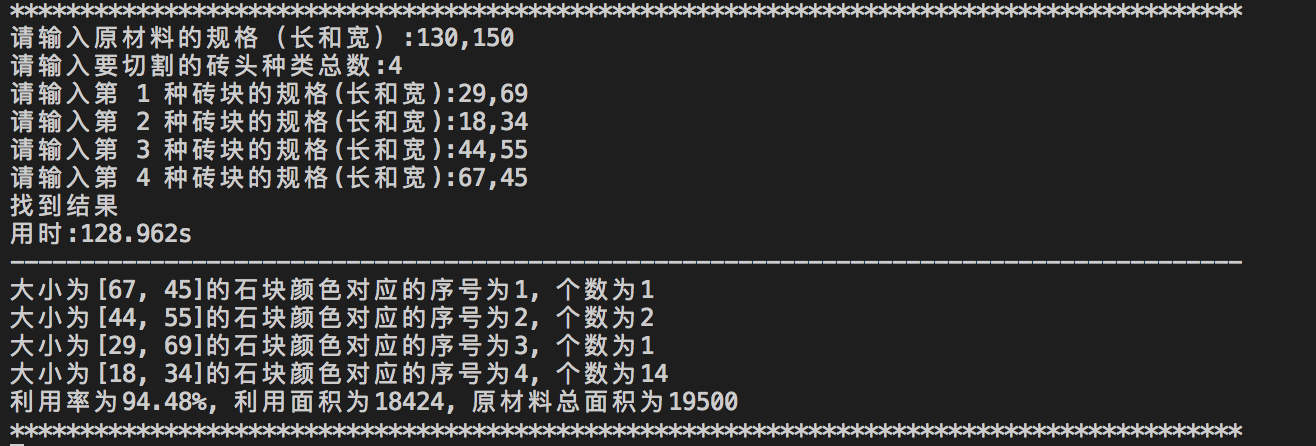 ****************************************************************************************
请输入原材料的规格 (长和宽) :130,150
请输入要切割的砖头种类总数:4
请输入第 1 种砖块的规格(长和宽):29,69
请输入第 2 种砖块的规格(长和宽):18,34
请输入第 3 种砖块的规格(长和宽):44,55
请输入第 4 种砖块的规格(长和宽):67,45
找到结果
用时:128.962s
----------------------------------------------------------------------------------------
大小为[67, 45]的石块颜色对应的序号为1, 个数为1
大小为[44, 55]的石块颜色对应的序号为2, 个数为2
大小为[29, 69]的石块颜色对应的序号为3, 个数为1
大小为[18, 34]的石块颜色对应的序号为4, 个数为14
利用率为94.48%, 利用面积为18424, 原材料总面积为19500
****************************************************************************************